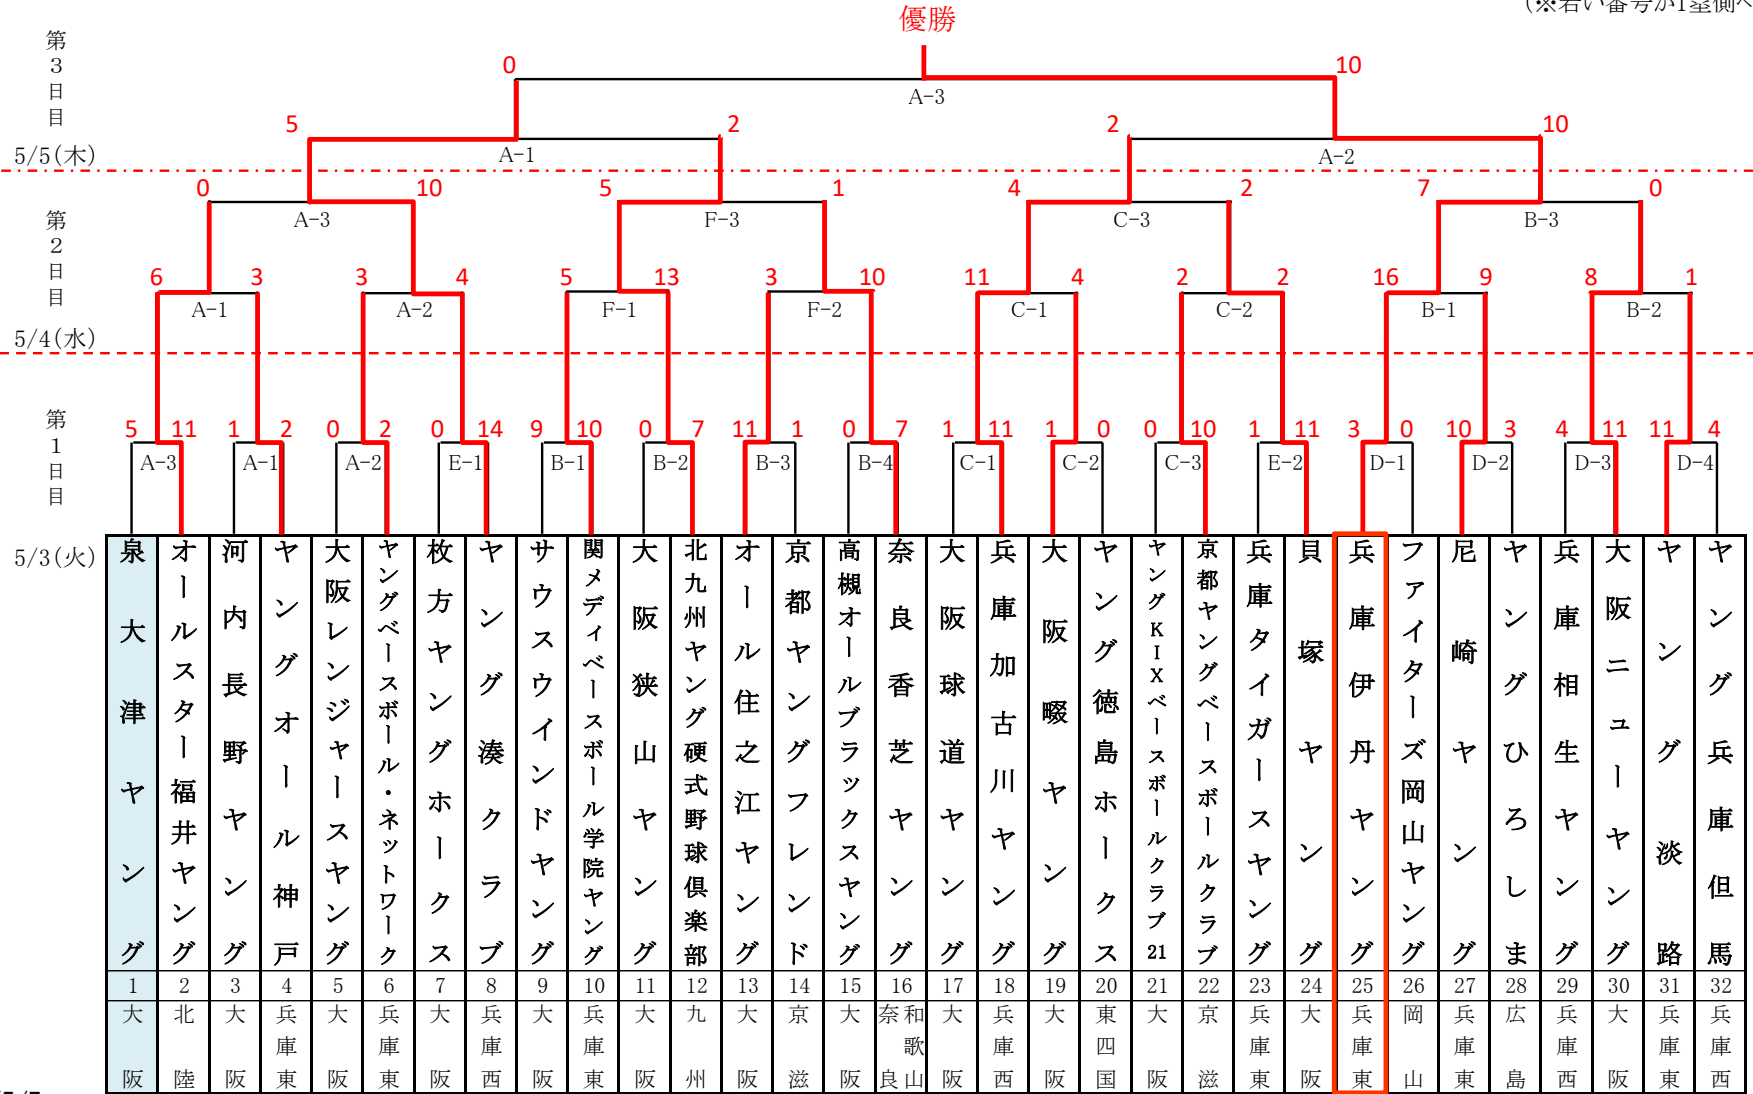 (※若い番号が1塁側ベ
優勝
第3日目
0
10
A-3
5
2
2
10
5/5(木)
A-1
A-2
0
10
5
1
4
2
7
0
A-3
F-3
C-3
B-3
第2日目
6
3
3
4
5
13
3
10
11
4
2
2
16
9
8
1
A-1
A-2
F-1
F-2
C-1
C-2
B-1
B-2
5/4(水)
第1日目
5
11
1
2
0
2
0
14
9
10
0
7
11
1
0
7
1
11
1
0
0
10
1
11
3
0
10
3
4
11
11
4
A-3
A-1
A-2
E-1
B-1
B-2
B-3
B-4
C-1
C-2
C-3
E-2
D-1
D-2
D-3
D-4
5/3(火)
泉大津ヤング
オールスター福井ヤング
河内長野ヤング
ヤングオール神戸
大阪レンジャースヤング
ヤングベースボール・ネットワーク
枚方ヤングホークス
ヤング湊クラブ
サウスウインドヤング
関メディベースボール学院ヤング
大阪狭山ヤング
北九州ヤング硬式野球倶楽部
オール住之江ヤング
京都ヤングフレンド
高槻オールブラックスヤング
奈良香芝ヤング
大阪球道ヤング
兵庫加古川ヤング
大阪畷ヤング
ヤング徳島ホークス
ヤングKIXベースボールクラブ21
京都ヤングベースボールクラブ
兵庫タイガースヤング
貝塚ヤング
兵庫伊丹ヤング
ファイターズ岡山ヤング
尼崎ヤング
ヤングひろしま
兵庫相生ヤング
大阪ニューヤング
ヤング淡路
ヤング兵庫但馬
1 2 3 4 5 6 7 8 9 10 11 12 13 14 15 16 17 18 19 20 21 22 23 24 25 26 27 28 29 30 31 32
大阪
北陸
大阪
兵庫東
大阪
兵庫東
大阪
兵庫西
大阪
兵庫東
大阪
九州
大阪
京滋
大阪
奈良和歌山
大阪
兵庫西
大阪
東四国
大阪
京滋
兵庫東
大阪
兵庫東
岡山
兵庫東
広島
兵庫西
大阪
兵庫東
兵庫西